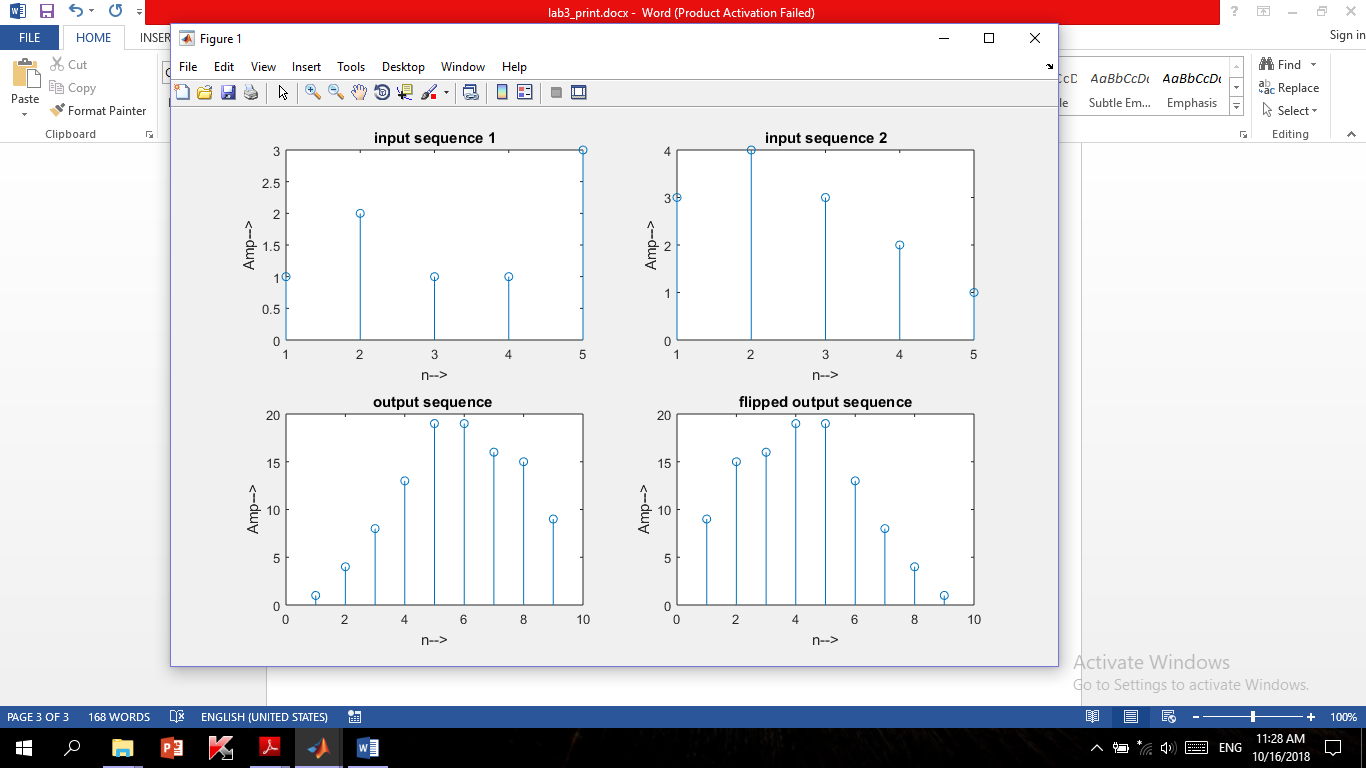 lab3_print.docx - Word (Product Activation Failed)
FILE HOME INSER
Sign in
Cut
Copy
Format Painter
Paste
Clipboard
Figure 1
File Edit View Insert Tools Desktop Window Help
AaBbCcDc AaBbCcDc
le Subtle Em... Emphasis
Find
Replace
Select
Editing
input sequence 1
3
2.5
2
1.5
1
0.5
0
Amp-->
1 2 3 4 5
n-->
input sequence 2
4
3
2
1
0
Amp-->
1 2 3 4 5
n-->
output sequence
20
15
10
5
0
Amp-->
0 2 4 6 8 10
n-->
flipped output sequence
20
15
10
5
0
Amp-->
0 2 4 6 8 10
n-->
Activate Windows
Go to Settings to activate Windows.
PAGE 3 OF 3 168 WORDS ENGLISH (UNITED STATES) 100%
ENG 11:28 AM
10/16/2018